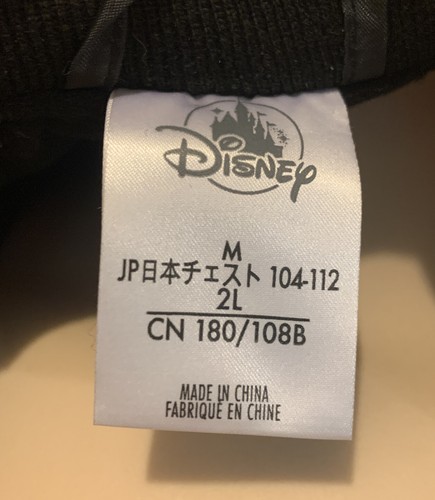 Disney
M
JP日本チェスト 104-112
2L
CN 180/108B
MADE IN CHINA
FABRIQUÉ EN CHINE